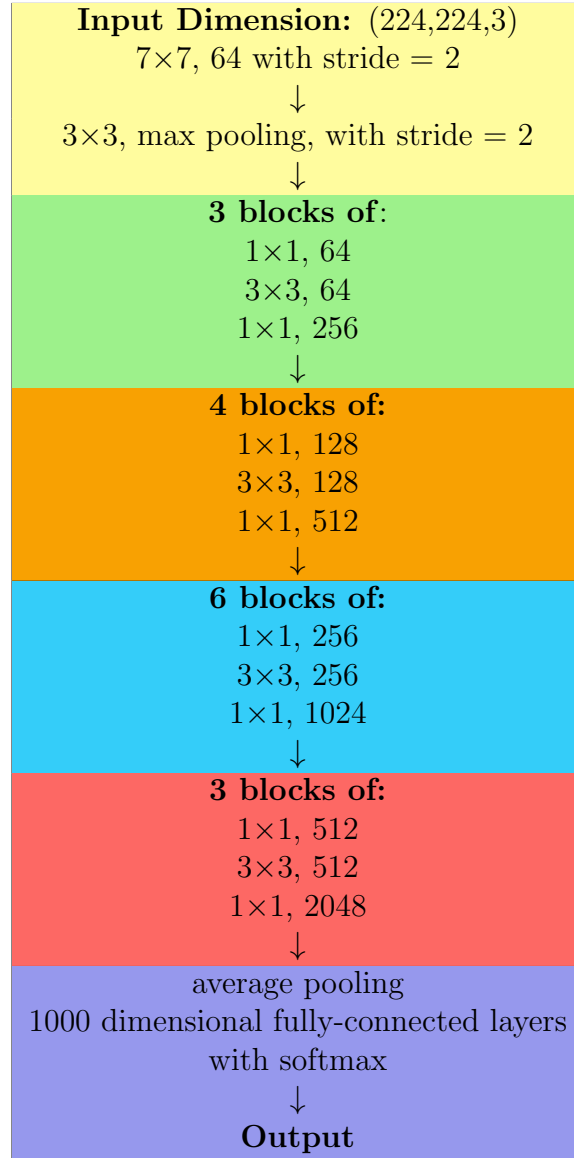 Input Dimension: (224,224,3)
7×7, 64 with stride = 2
↓
3×3, max pooling, with stride = 2
↓
3 blocks of:
1×1, 64
3×3, 64
1×1, 256
↓
4 blocks of:
1×1, 128
3×3, 128
1×1, 512
↓
6 blocks of:
1×1, 256
3×3, 256
1×1, 1024
↓
3 blocks of:
1×1, 512
3×3, 512
1×1, 2048
↓
average pooling
1000 dimensional fully-connected layers
with softmax
↓
Output